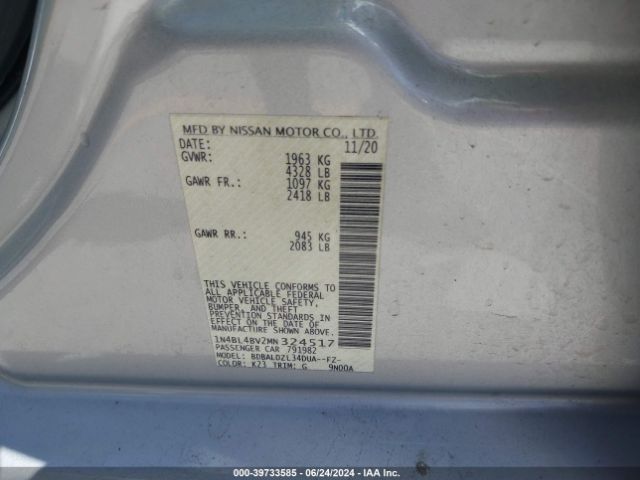 MFD BY NISSAN MOTOR CO., LTD.
DATE: 11/20
GVWR: 1963 KG
4328 LB
GAWR FR.: 1097 KG
2418 LB
GAWR RR.: 945 KG
2083 LB
THIS VEHICLE CONFORMS TO
ALL APPLICABLE FEDERAL
MOTOR VEHICLE SAFETY,
BUMPER, AND THEFT
PREVENTION STANDARDS IN
EFFECT ON THE DATE OF
MANUFACTURE SHOWN ABOVE.
1N4BL4BV2MN324517
PASSENGER CAR 791982
MODEL: BDBALDZL34DUA--FZ-
COLOR: K23 TRIM: G 9N00A
000-39733585 - 06/24/2024 - IAA Inc.